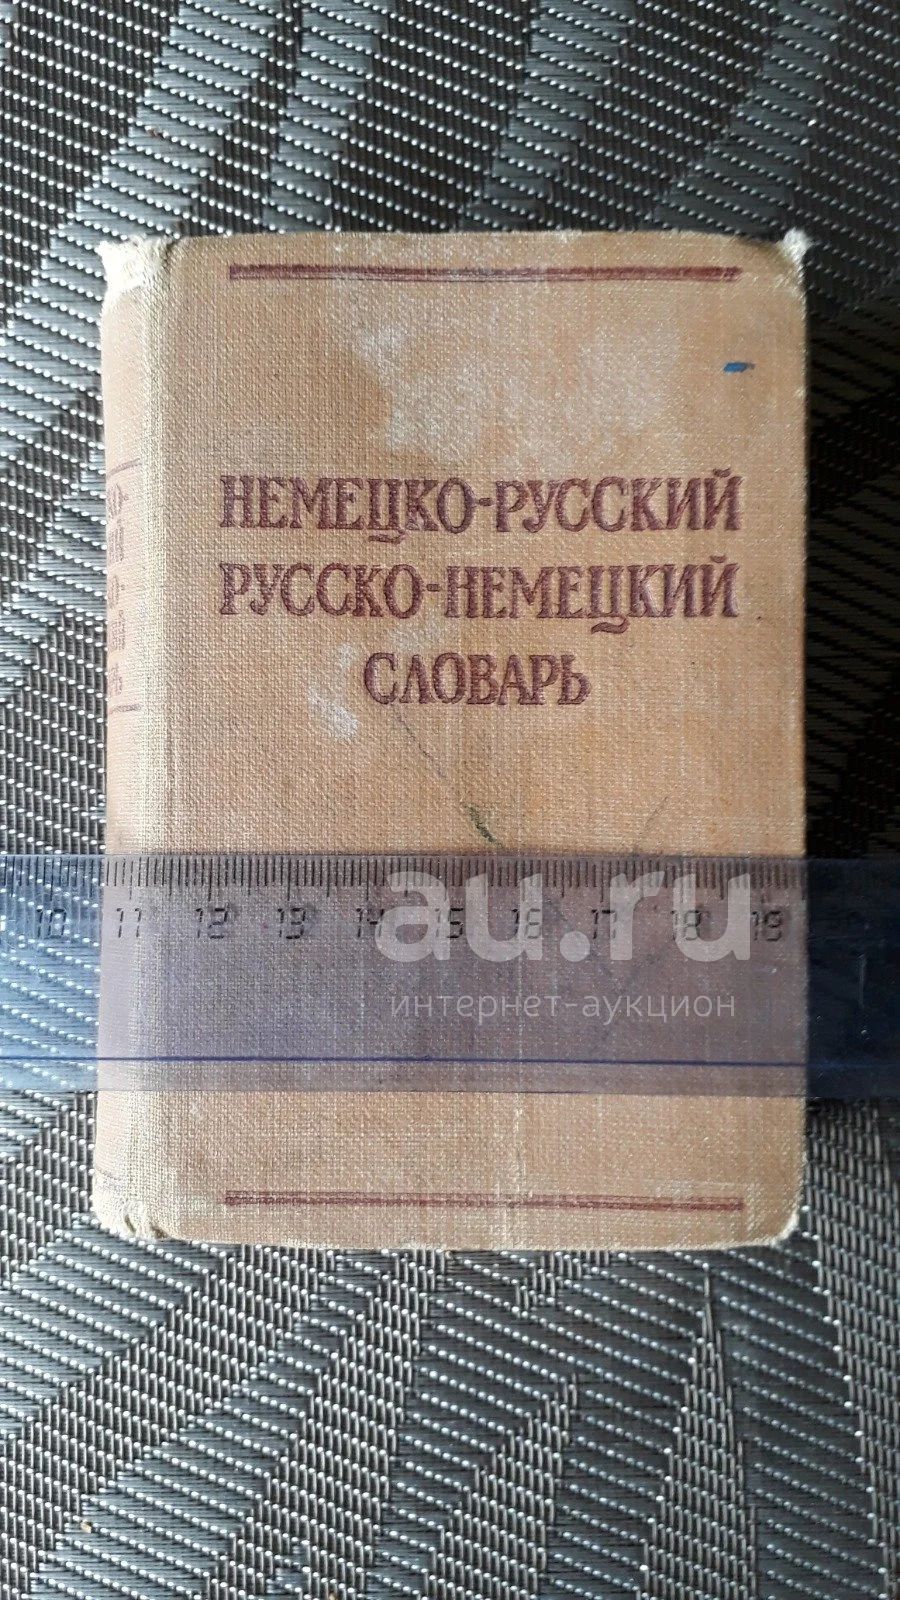 НЕМЕЦКО-РУССКИЙ
РУССКО-НЕМЕЦКИЙ
СЛОВАРЬ
10 11 12 13 14 15 16 17 18 19
au.ru
интернет-аукцион